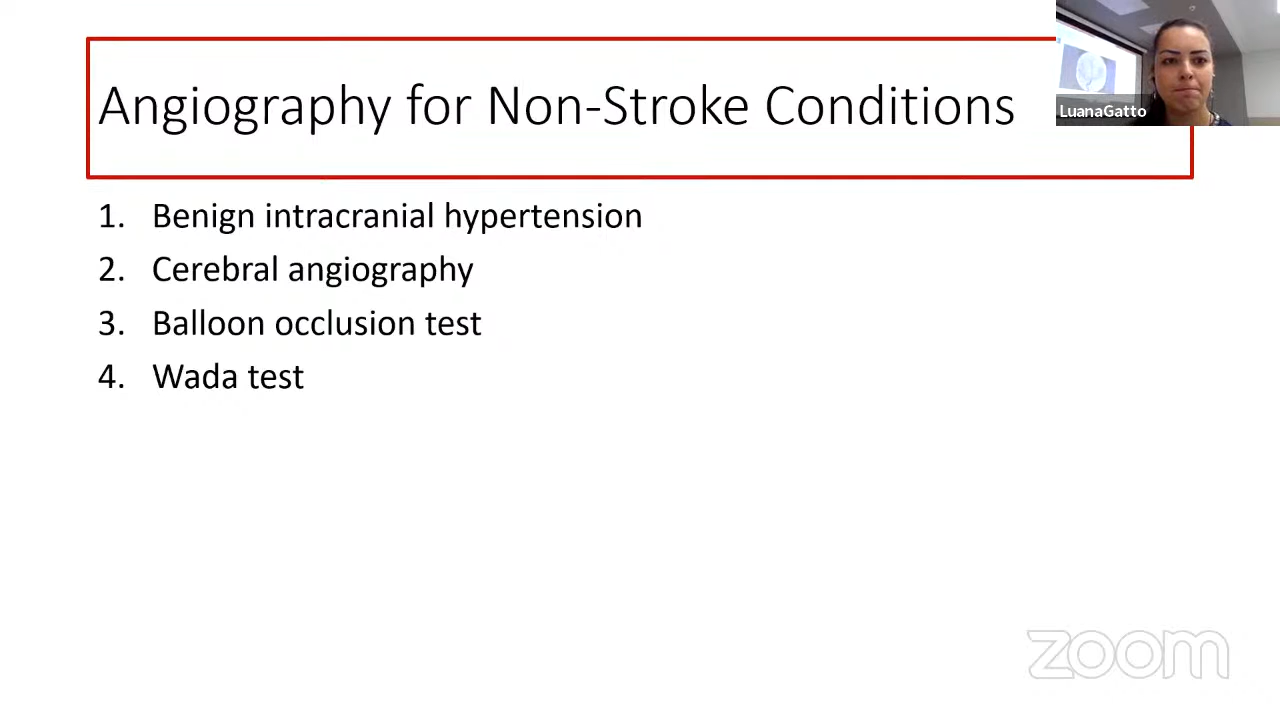 Angiography for Non-Stroke Conditions
LuanaGatto
1. Benign intracranial hypertension
2. Cerebral angiography
3. Balloon occlusion test
4. Wada test
zoom